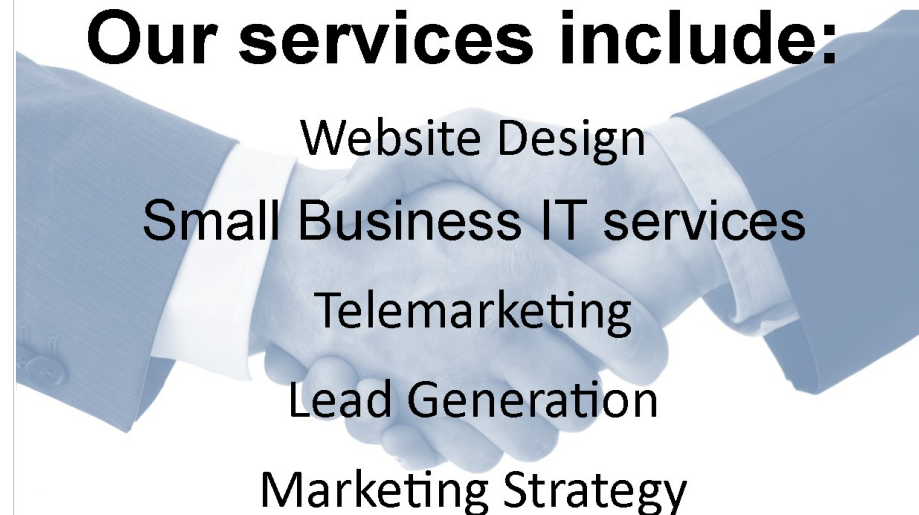 Our services include:
Website Design
Small Business IT services
Telemarketing
Lead Generation
Marketing Strategy